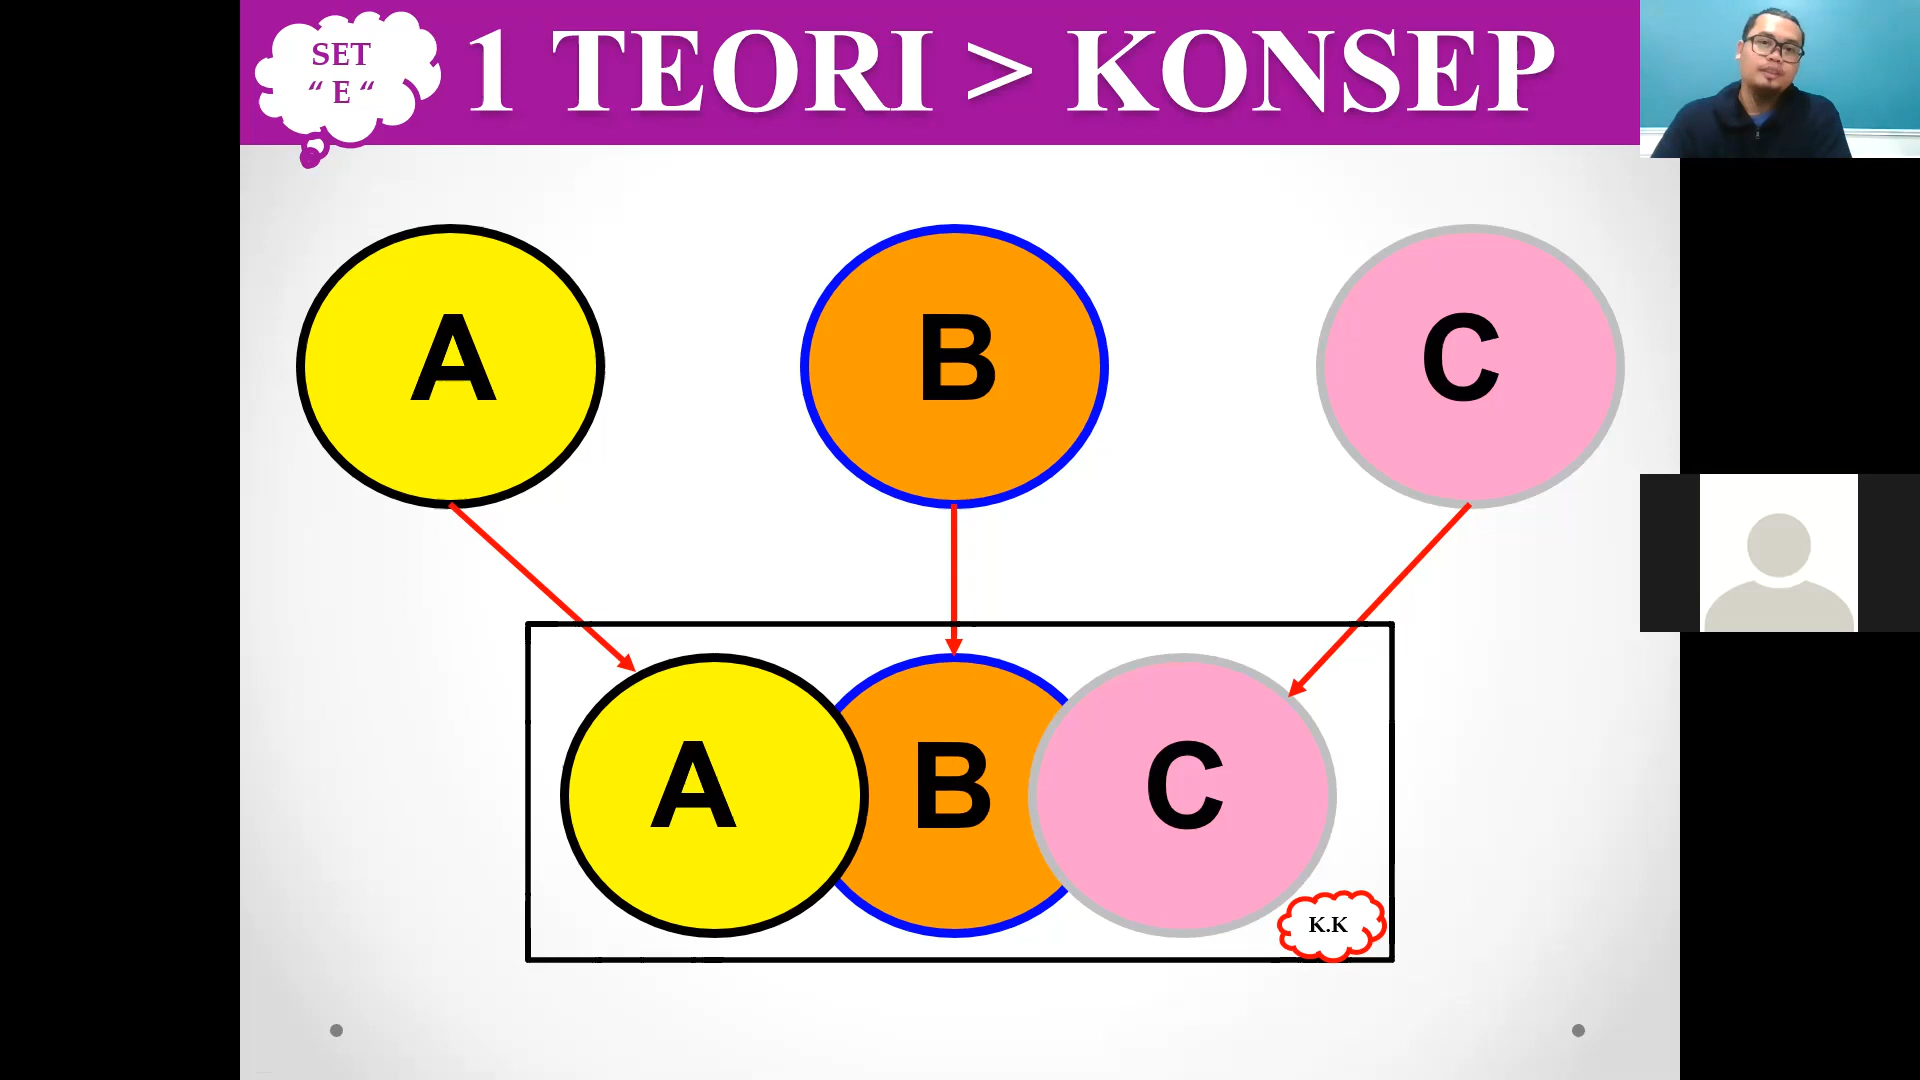 SET
“ E “
1 TEORI > KONSEP
A
B
C
A
B
C
K.K